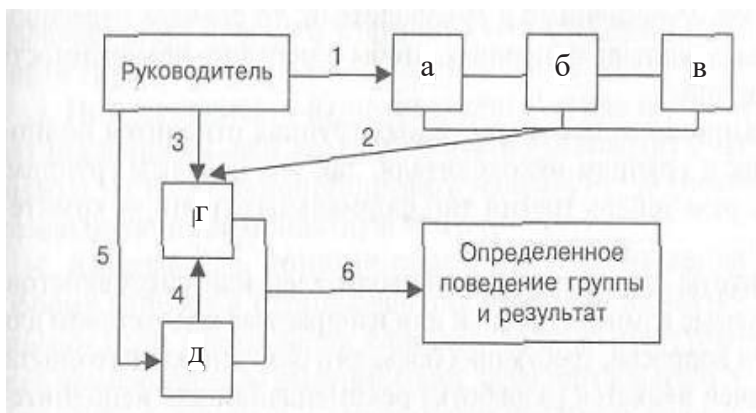 Руководитель
1
а
б
в
3
2
г
5
4
6
Определенное
поведение группы
и результат
д